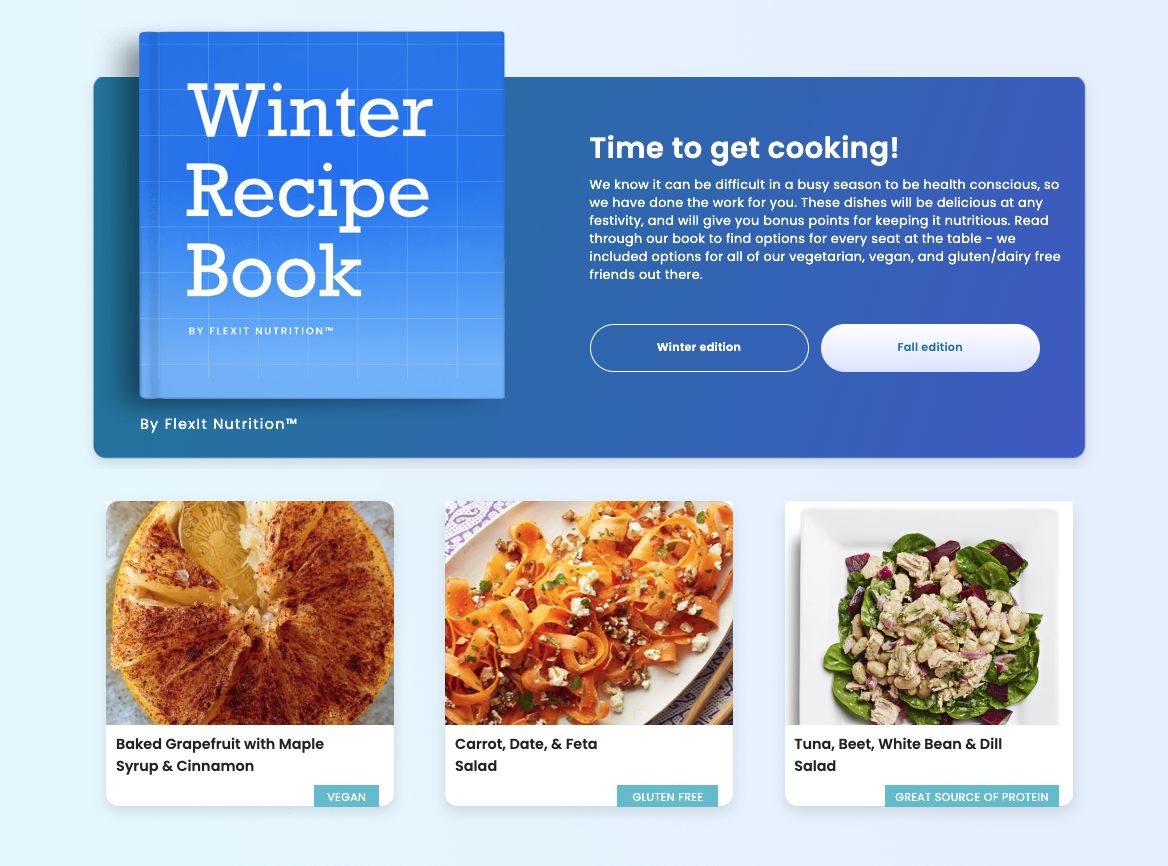 Winter
Recipe
Book
BY FLEXIT NUTRITION™
By FlexIt Nutrition™
Time to get cooking!
We know it can be difficult in a busy season to be health conscious, so
we have done the work for you. These dishes will be delicious at any
festivity, and will give you bonus points for keeping it nutritious. Read
through our book to find options for every seat at the table - we
included options for all of our vegetarian, vegan, and gluten/dairy free
friends out there.
Winter edition
Fall edition
Baked Grapefruit with Maple
Syrup & Cinnamon
VEGAN
Carrot, Date, & Feta
Salad
GLUTEN FREE
Tuna, Beet, White Bean & Dill
Salad
GREAT SOURCE OF PROTEIN